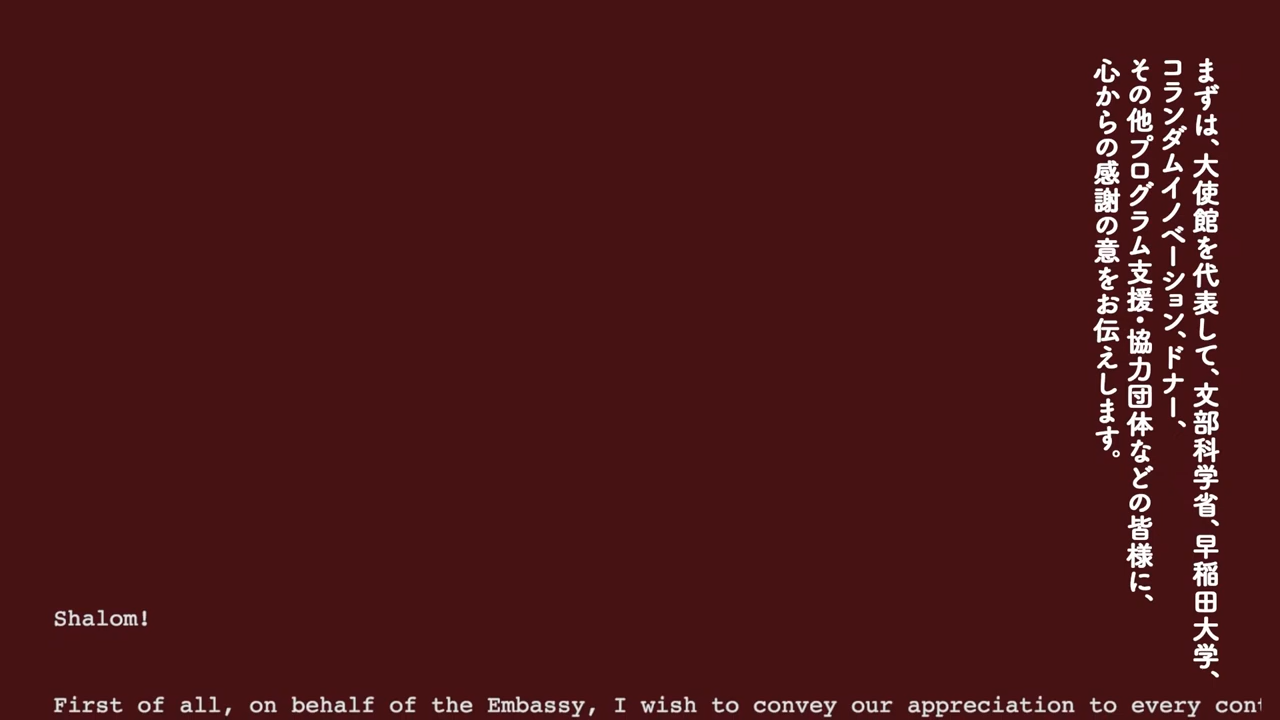 まずは、大使館を代表して、文部科学省、早稲田大学、
コランダムイノベーション、ドナー、
その他プログラム支援・協力団体などの皆様に、
心からの感謝の意をお伝えします。
Shalom!
First of all, on behalf of the Embassy, I wish to convey our appreciation to every